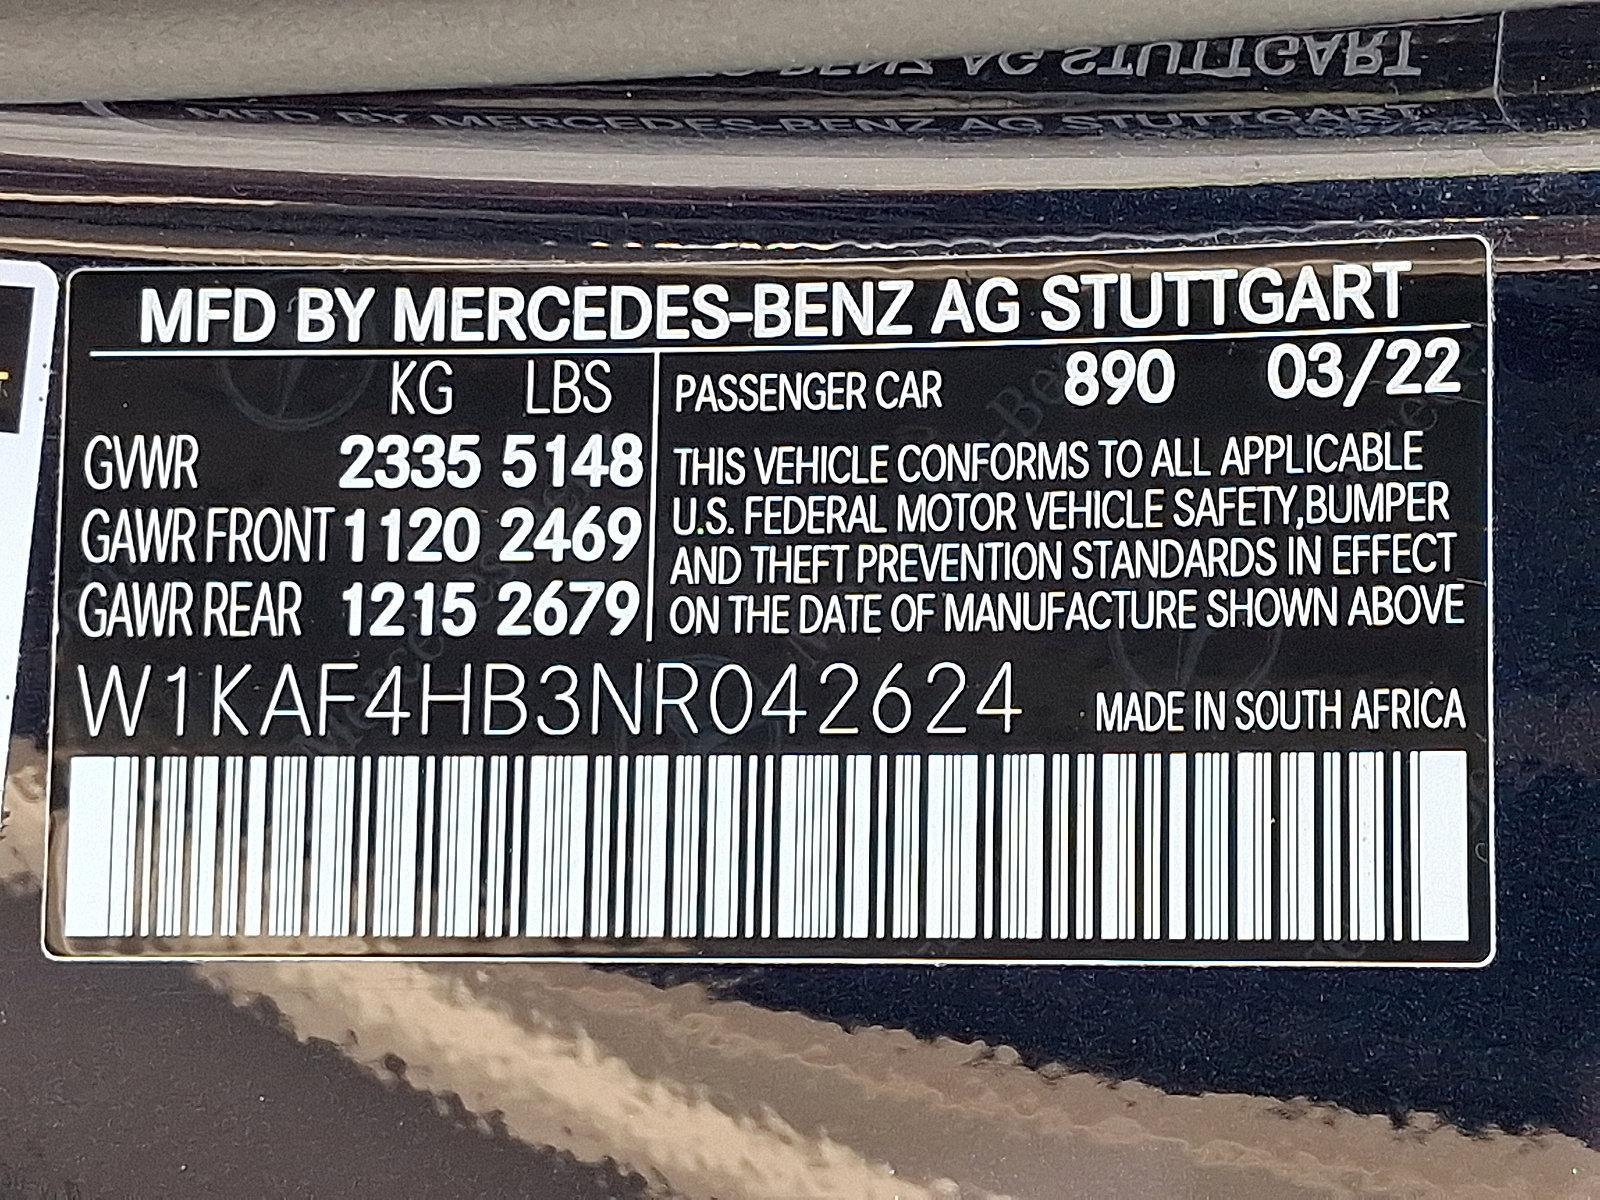 MFD BY MERCEDES-BENZ AG STUTTGART
KG LBS
GVWR 2335 5148
GAWR FRONT 1120 2469
GAWR REAR 1215 2679
PASSENGER CAR 890 03/22
THIS VEHICLE CONFORMS TO ALL APPLICABLE
U.S. FEDERAL MOTOR VEHICLE SAFETY,BUMPER
AND THEFT PREVENTION STANDARDS IN EFFECT
ON THE DATE OF MANUFACTURE SHOWN ABOVE
W1KAF4HB3NR042624
MADE IN SOUTH AFRICA